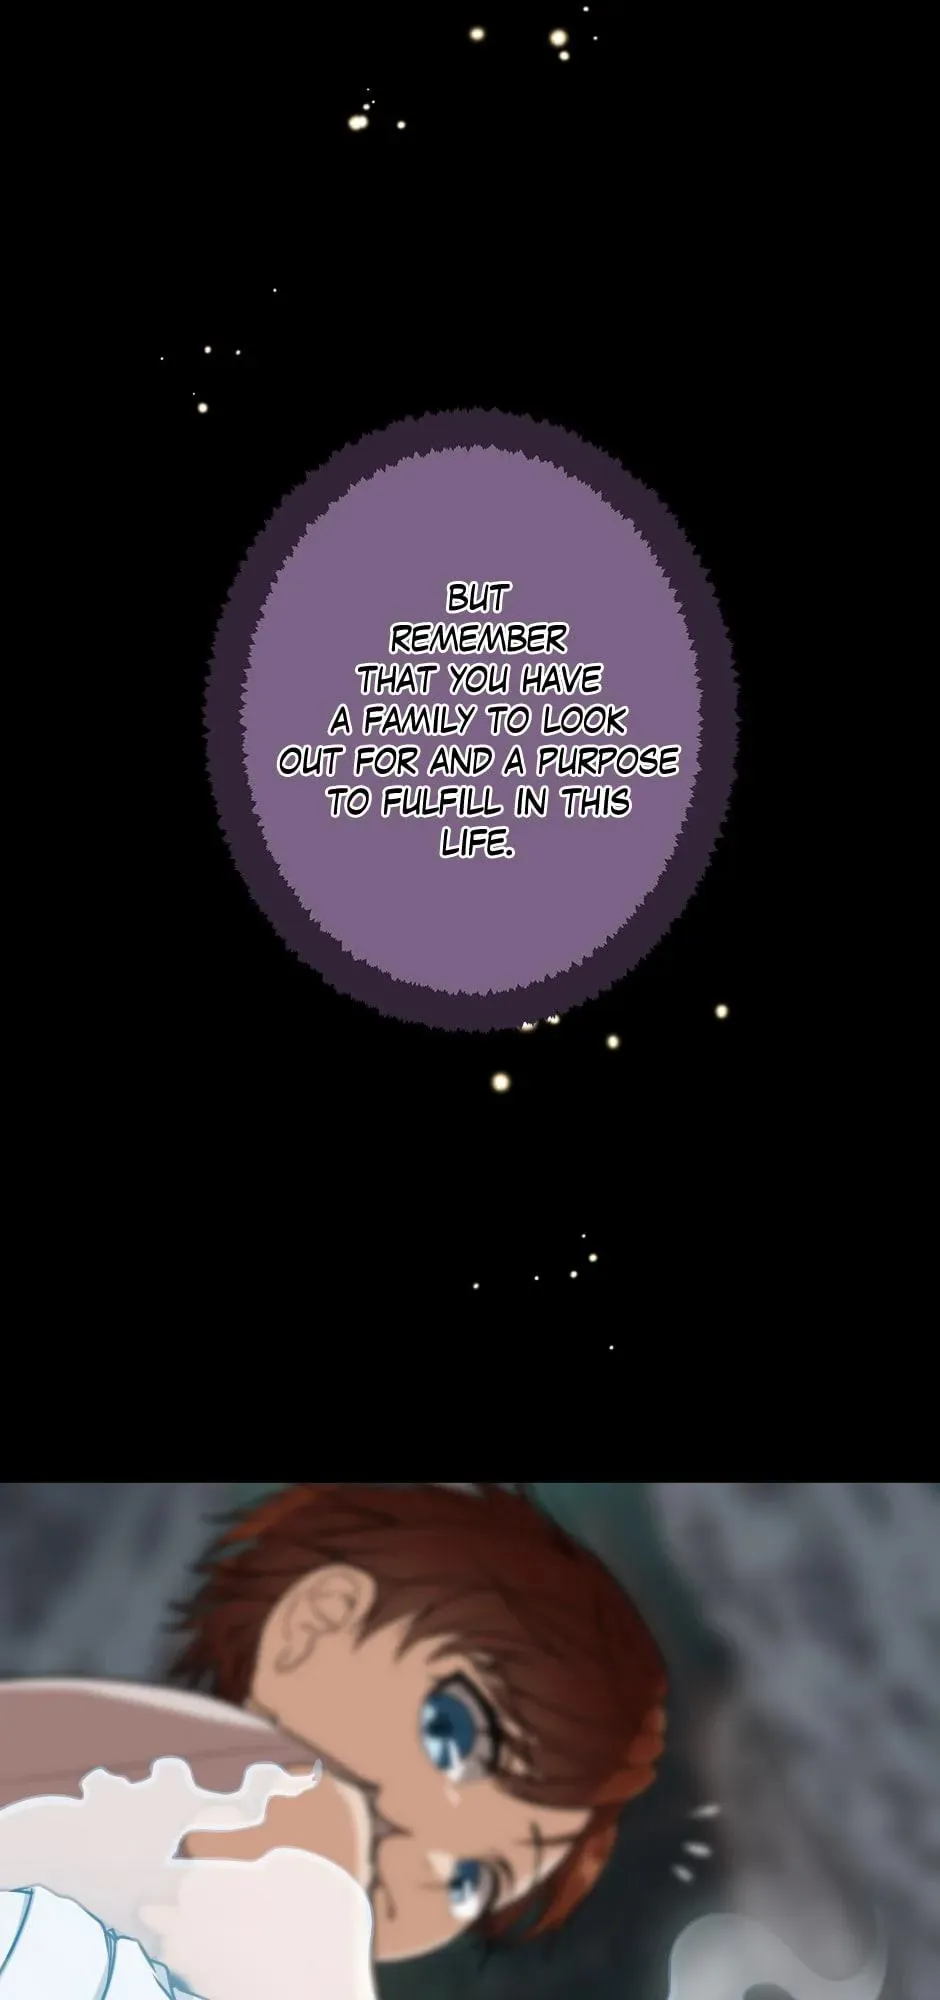 BUT
REMEMBER
THAT YOU HAVE
A FAMILY TO LOOK
OUT FOR AND A PURPOSE
TO FULFILL IN THIS
LIFE.